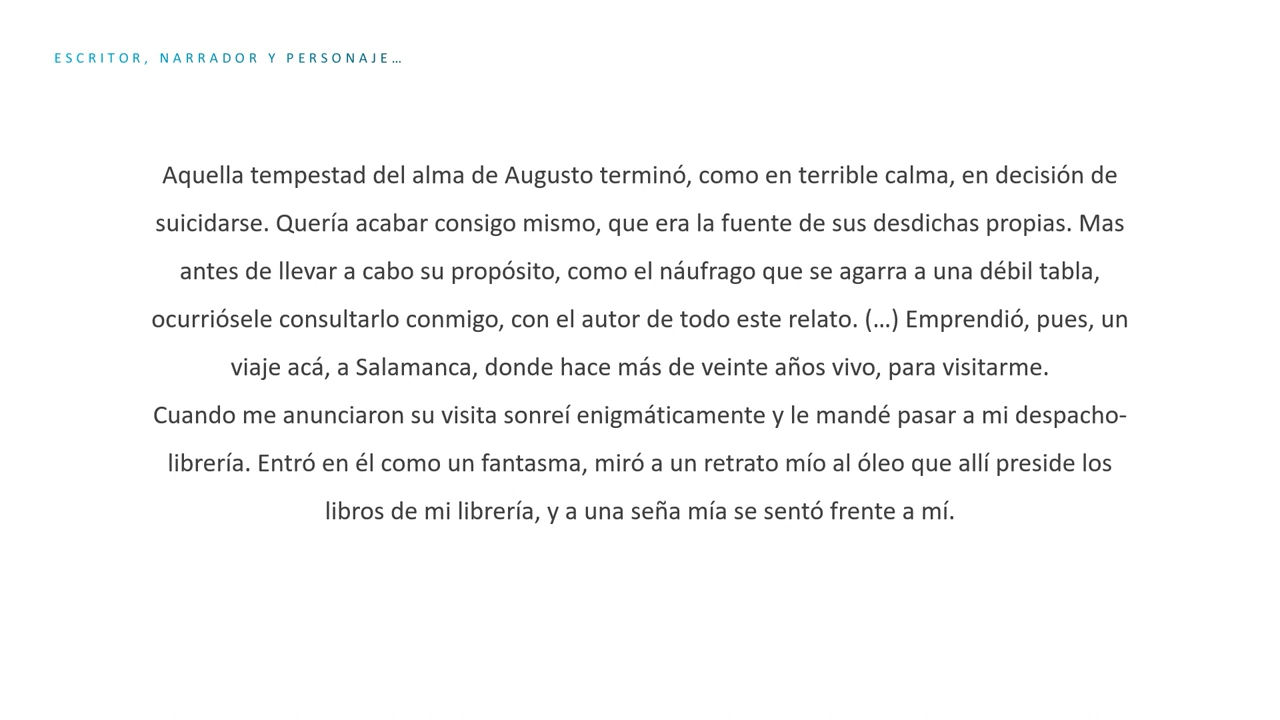 ESCRITOR, NARRADOR Y PERSONAJE…
Aquella tempestad del alma de Augusto terminó, como en terrible calma, en decisión de
suicidarse. Quería acabar consigo mismo, que era la fuente de sus desdichas propias. Mas
antes de llevar a cabo su propósito, como el náufrago que se agarra a una débil tabla,
ocurriósele consultarlo conmigo, con el autor de todo este relato. (…) Emprendió, pues, un
viaje acá, a Salamanca, donde hace más de veinte años vivo, para visitarme.
Cuando me anunciaron su visita sonreí enigmáticamente y le mandé pasar a mi despacho-
librería. Entró en él como un fantasma, miró a un retrato mío al óleo que allí preside los
libros de mi librería, y a una seña mía se sentó frente a mí.